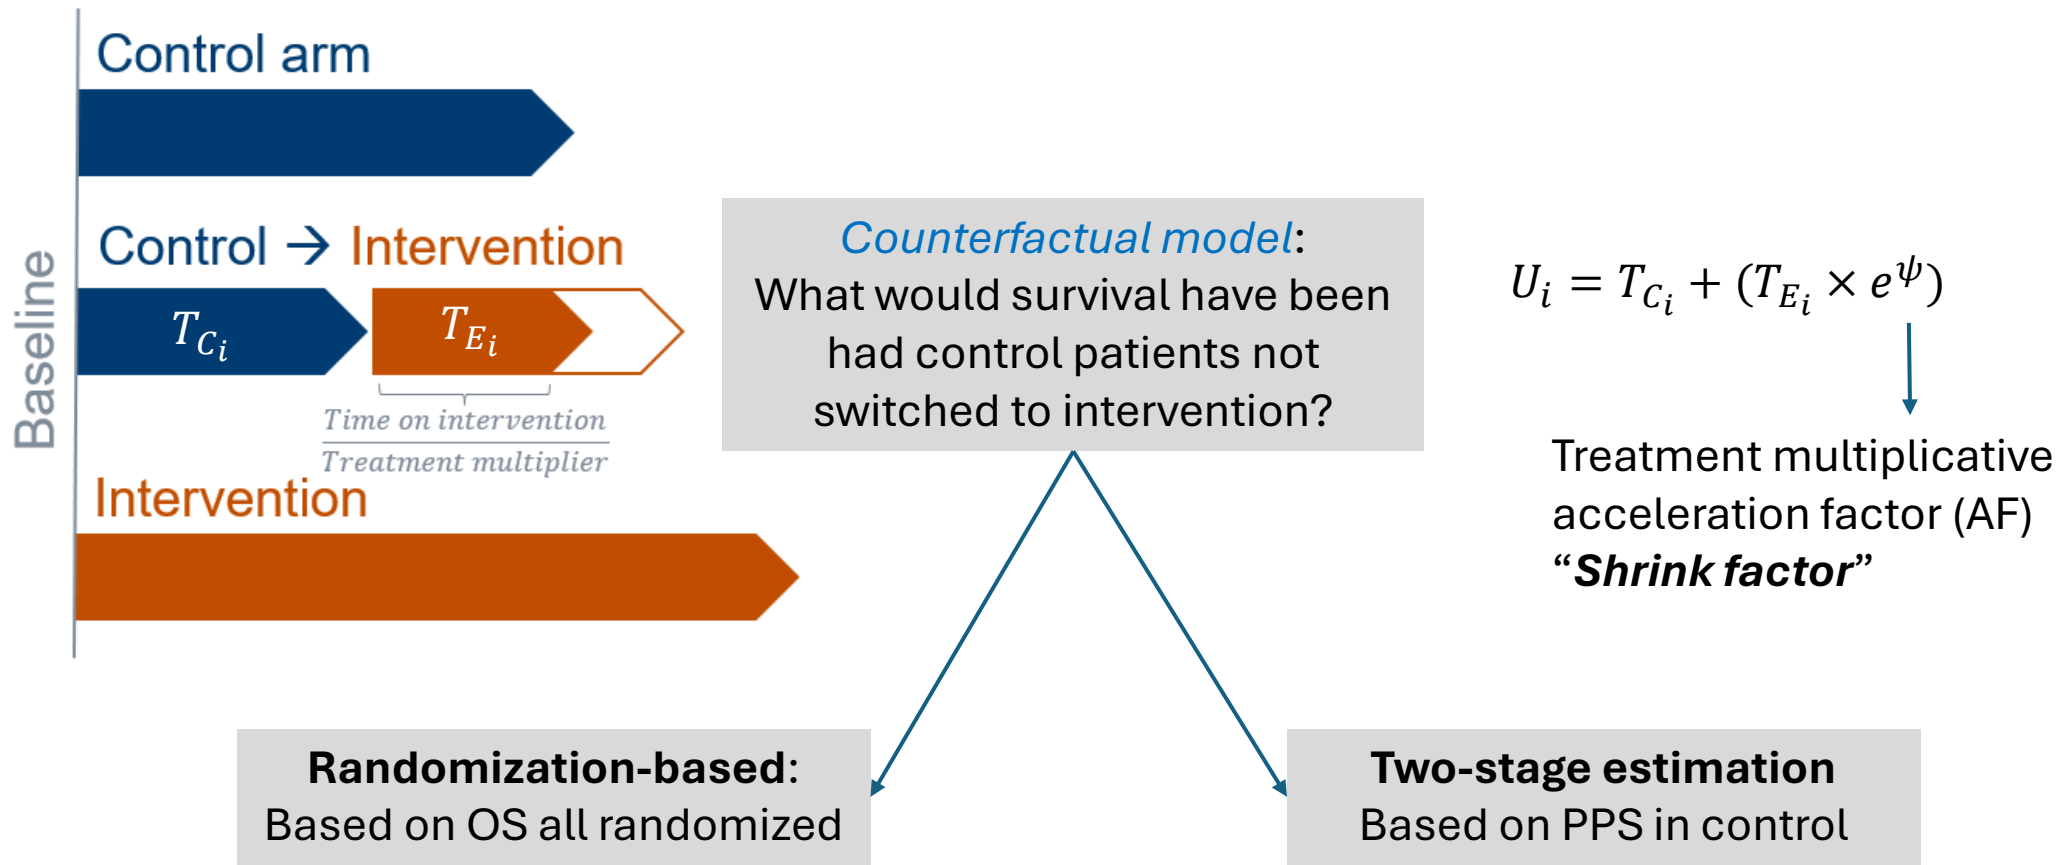 Baseline
Control arm
Control → Intervention
T_{C_i}
T_{E_i}
Time on intervention
Treatment multiplier
Intervention
Counterfactual model:
What would survival have been
had control patients not
switched to intervention?
U_i = T_{C_i} + (T_{E_i} × e^ψ)
Treatment multiplicative
acceleration factor (AF)
“Shrink factor”
Randomization-based:
Based on OS all randomized
Two-stage estimation
Based on PPS in control